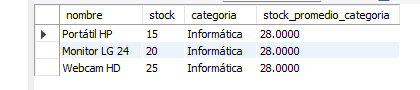 nombre stock categoria stock_promedio_categoria
Portátil HP 15 Informática 28.0000
Monitor LG 24 20 Informática 28.0000
Webcam HD 25 Informática 28.0000